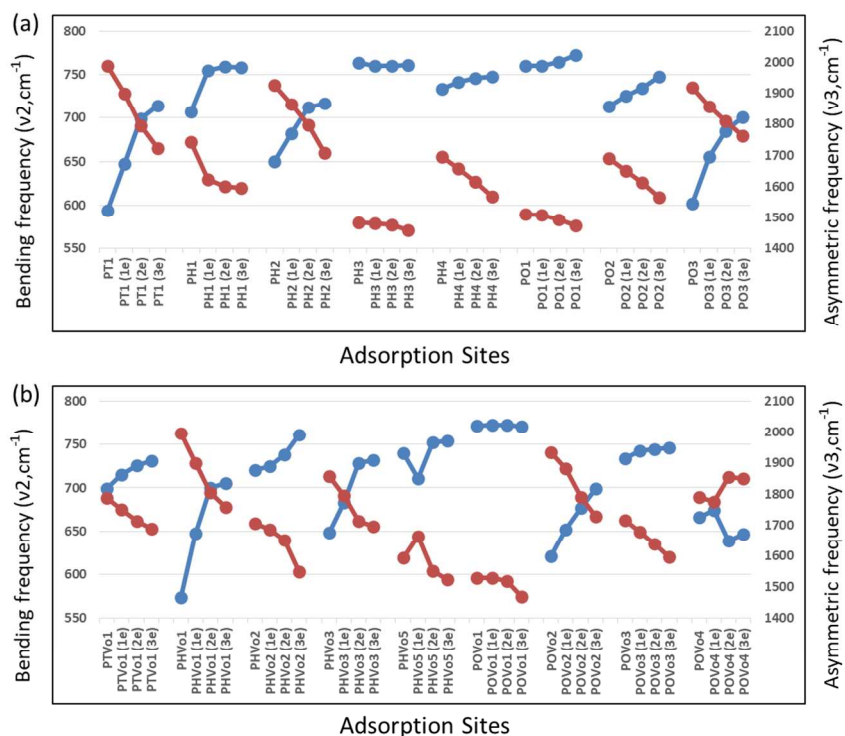 (a)
Bending frequency (ν2,cm-1)
800
750
700
650
600
550
2100
2000
1900
1800
1700
1600
1500
1400
Asymmetric frequency (ν3,cm-1)
PT1
PT1 (1e)
PT1 (2e)
PT1 (3e)
PH1
PH1 (1e)
PH1 (2e)
PH1 (3e)
PH2
PH2 (1e)
PH2 (2e)
PH2 (3e)
PH3
PH3 (1e)
PH3 (2e)
PH3 (3e)
PH4
PH4 (1e)
PH4 (2e)
PH4 (3e)
PO1
PO1 (1e)
PO1 (2e)
PO1 (3e)
PO2
PO2 (1e)
PO2 (2e)
PO2 (3e)
PO3
PO3 (1e)
PO3 (2e)
PO3 (3e)
Adsorption Sites
(b)
Bending frequency (ν2,cm-1)
800
750
700
650
600
550
2100
2000
1900
1800
1700
1600
1500
1400
Asymmetric frequency (ν3,cm-1)
PTVo1
PTVo1 (1e)
PTVo1 (2e)
PTVo1 (3e)
PHVo1
PHVo1 (1e)
PHVo1 (2e)
PHVo1 (3e)
PHVo2
PHVo2 (1e)
PHVo2 (2e)
PHVo2 (3e)
PHVo3
PHVo3 (1e)
PHVo3 (2e)
PHVo3 (3e)
PHVo5
PHVo5 (1e)
PHVo5 (2e)
PHVo5 (3e)
POVo1
POVo1 (1e)
POVo1 (2e)
POVo1 (3e)
POVo2
POVo2 (1e)
POVo2 (2e)
POVo2 (3e)
POVo3
POVo3 (1e)
POVo3 (2e)
POVo3 (3e)
POVo4
POVo4 (1e)
POVo4 (2e)
POVo4 (3e)
Adsorption Sites